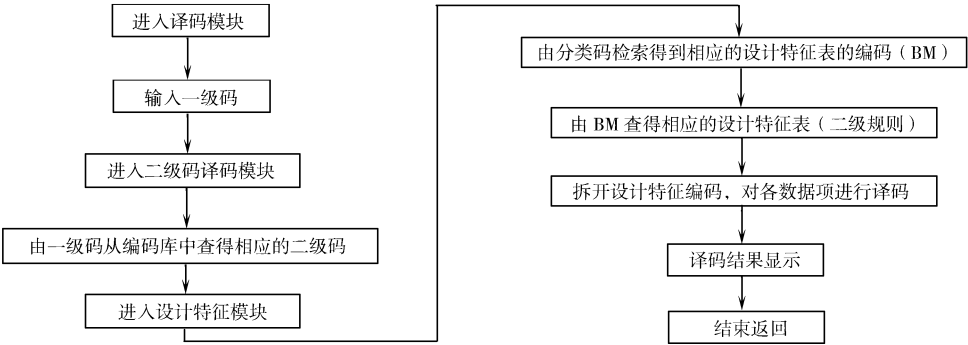 进入译码模块
输入一级码
进入二级码译码模块
由一级码从编码库中查得相应的二级码
进入设计特征模块
由分类码检索得到相应的设计特征表的编码（BM）
由 BM 查得相应的设计特征表（二级规则）
拆开设计特征编码，对各数据项进行译码
译码结果显示
结束返回